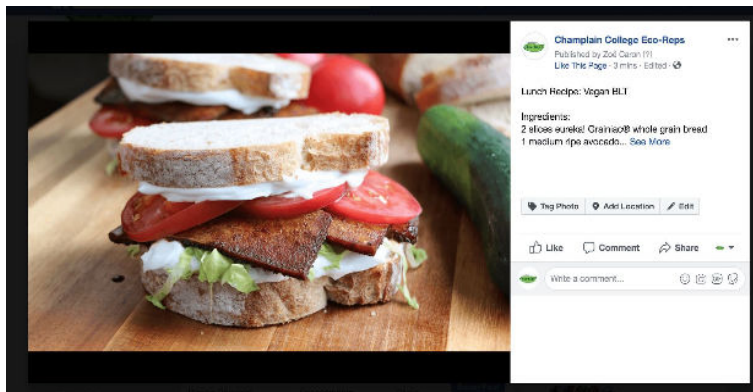 Champlain College Eco-Reps
Published by Zoë Caron [?]
Like This Page · 3 mins · Edited ·
Lunch Recipe: Vegan BLT
Ingredients:
2 slices eureka! Grainiac® whole grain bread
1 medium ripe avocado... See More
Tag Photo Add Location Edit
Like Comment Share
Write a comment...